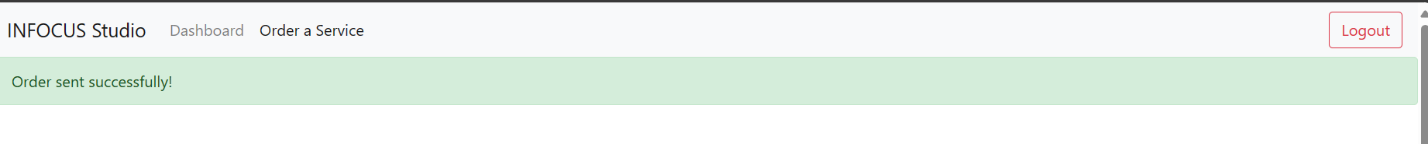 INFOCUS Studio Dashboard Order a Service Logout
Order sent successfully!